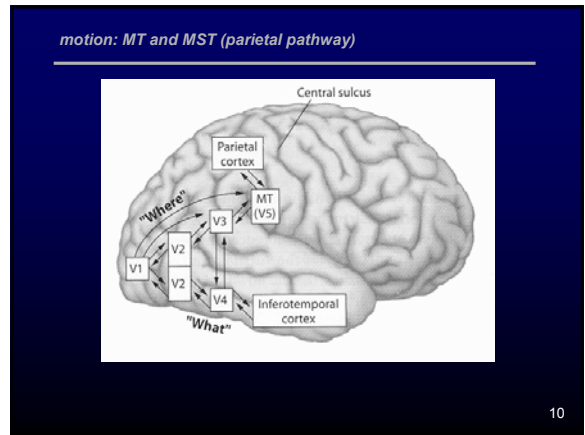 motion: MT and MST (parietal pathway)
Central sulcus
Parietal
cortex
"Where"
MT
(V5)
V3
V2
V1
V2
V4
Inferotemporal
cortex
"What"
10